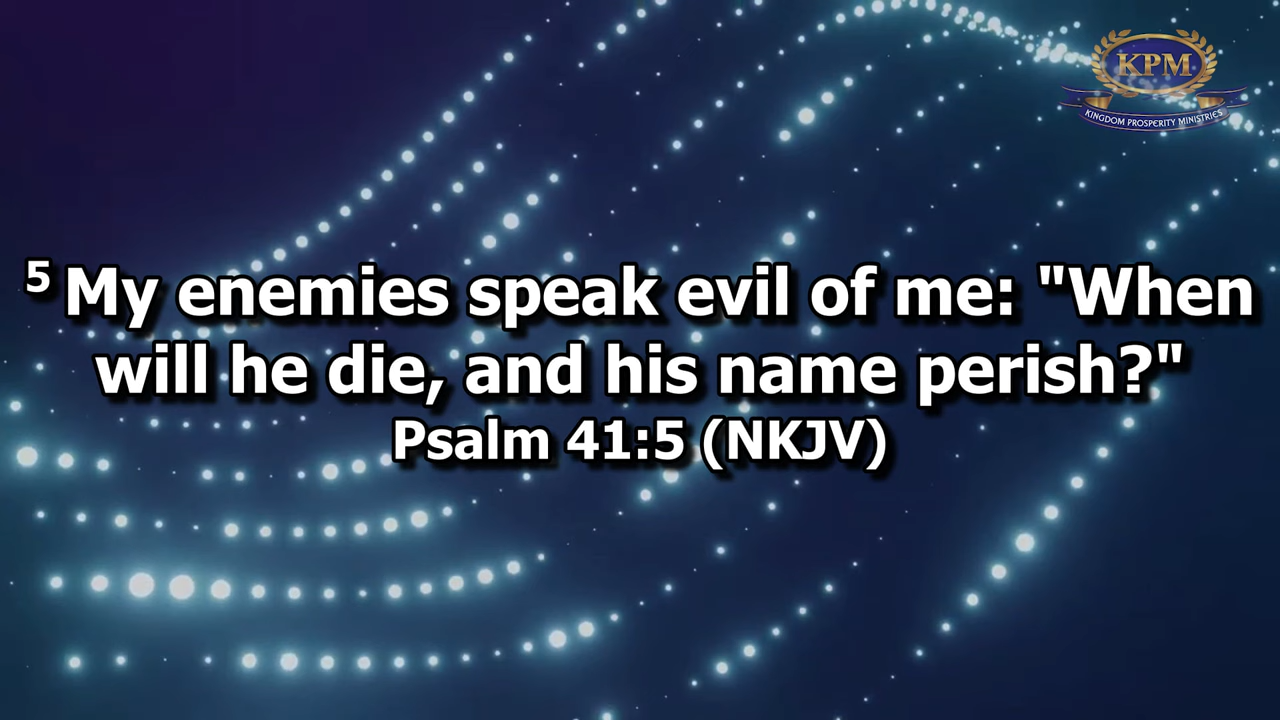 KPM
KINGDOM PROSPERITY MINISTRIES
5 My enemies speak evil of me: "When
will he die, and his name perish?"
Psalm 41:5 (NKJV)